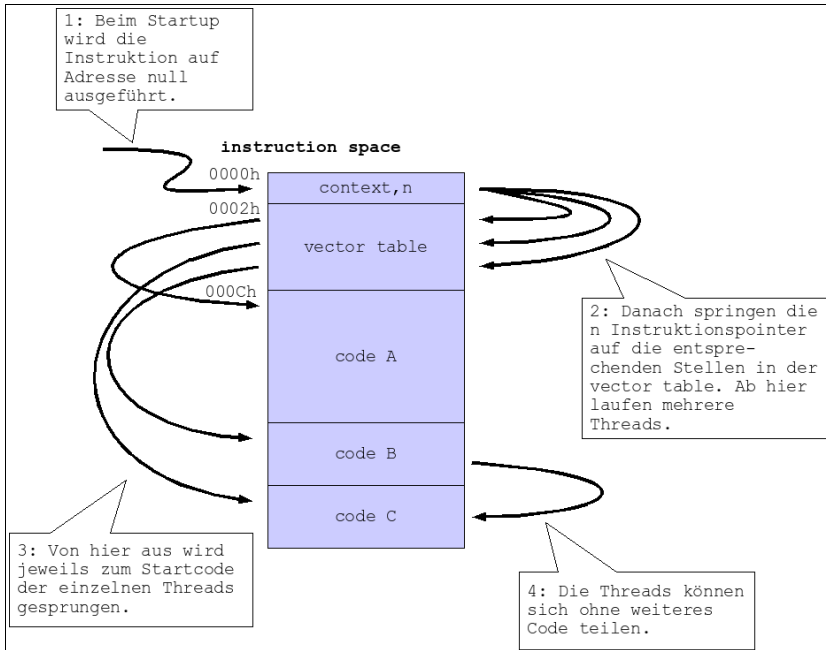 1: Beim Startup
wird die
Instruktion auf
Adresse null
ausgeführt.
instruction space
0000h
context,n
0002h
vector table
000Ch
2: Danach springen die
n Instruktionspointer
auf die entspre-
chenden Stellen in der
vector table. Ab hier
laufen mehrere
Threads.
code A
code B
code C
3: Von hier aus wird
jeweils zum Startcode
der einzelnen Threads
gesprungen.
4: Die Threads können
sich ohne weiteres
Code teilen.